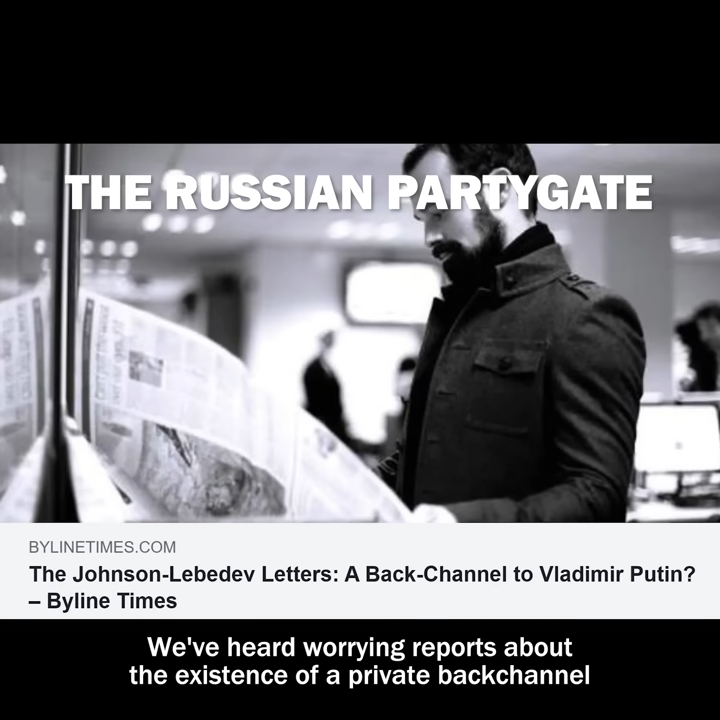 THE RUSSIAN PARTYGATE
BYLINETIMES.COM
The Johnson-Lebedev Letters: A Back-Channel to Vladimir Putin?
– Byline Times
We've heard worrying reports about
the existence of a private backchannel